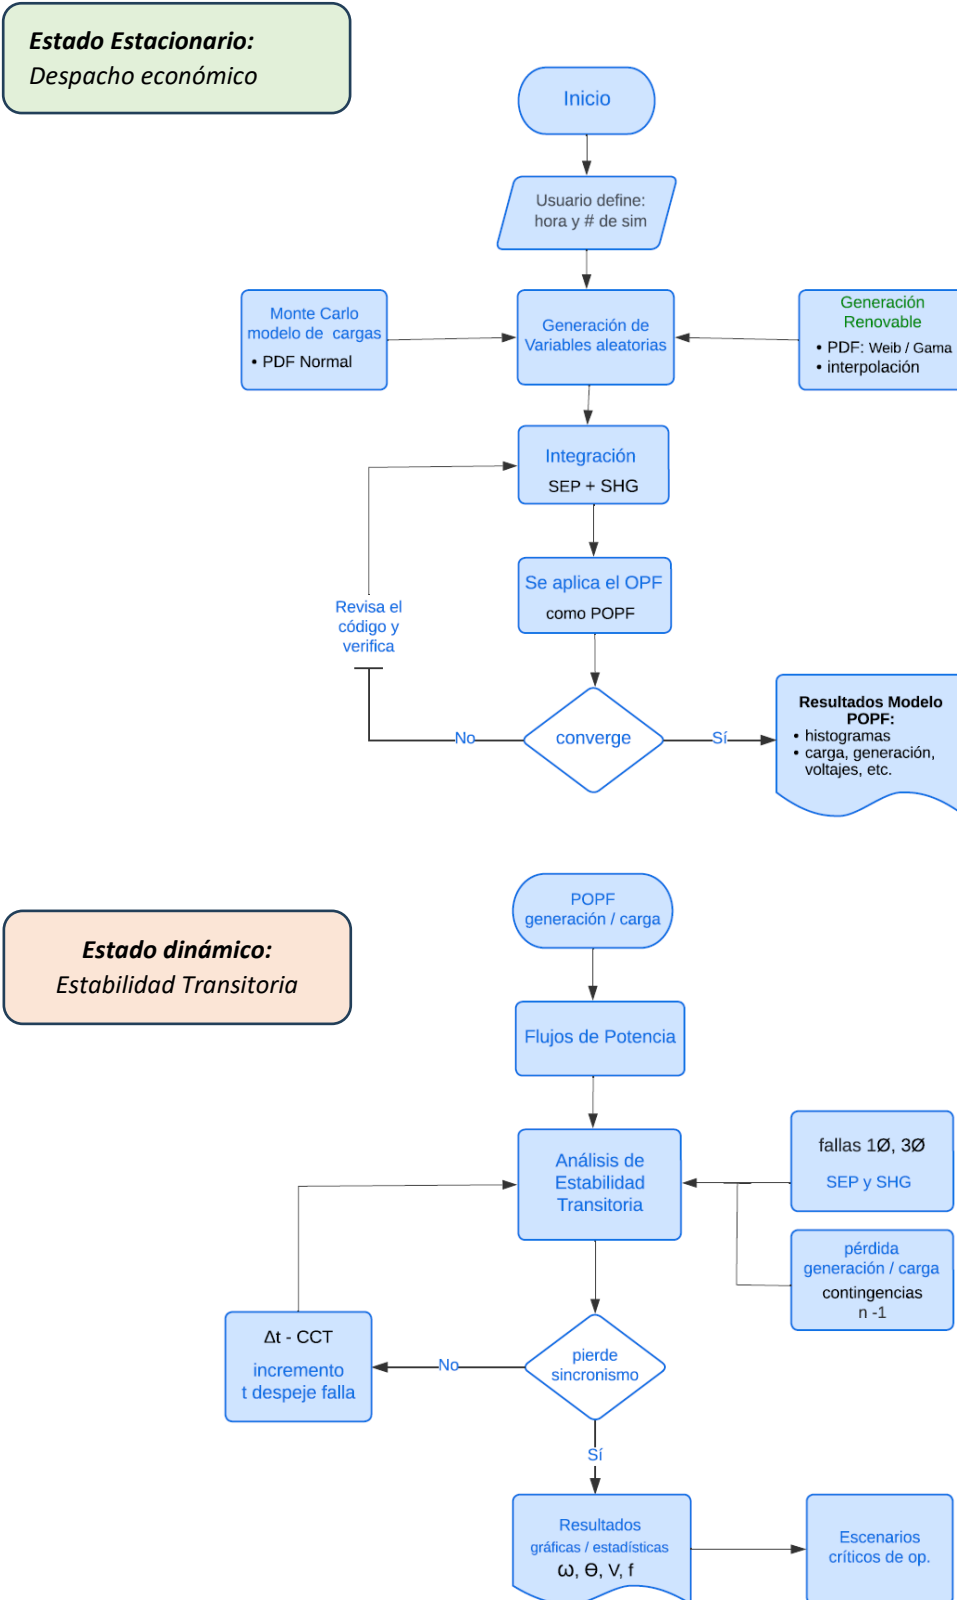 Estado Estacionario:
Despacho económico
Inicio
Usuario define:
hora y # de sim
Monte Carlo
modelo de cargas
• PDF Normal
Generación de
Variables aleatorias
Generación
Renovable
• PDF: Weib / Gama
• interpolación
Integración
SEP + SHG
Se aplica el OPF
como POPF
Revisa el
código y
verifica
No
converge
Sí
Resultados Modelo
POPF:
• histogramas
• carga, generación,
voltajes, etc.
POPF
generación / carga
Estado dinámico:
Estabilidad Transitoria
Flujos de Potencia
Análisis de
Estabilidad
Transitoria
fallas 1Ø, 3Ø
SEP y SHG
pérdida
generación / carga
contingencias
n -1
Δt - CCT
incremento
t despeje falla
No
pierde
sincronismo
Sí
Resultados
gráficas / estadísticas
ω, ϴ, V, f
Escenarios
críticos de op.